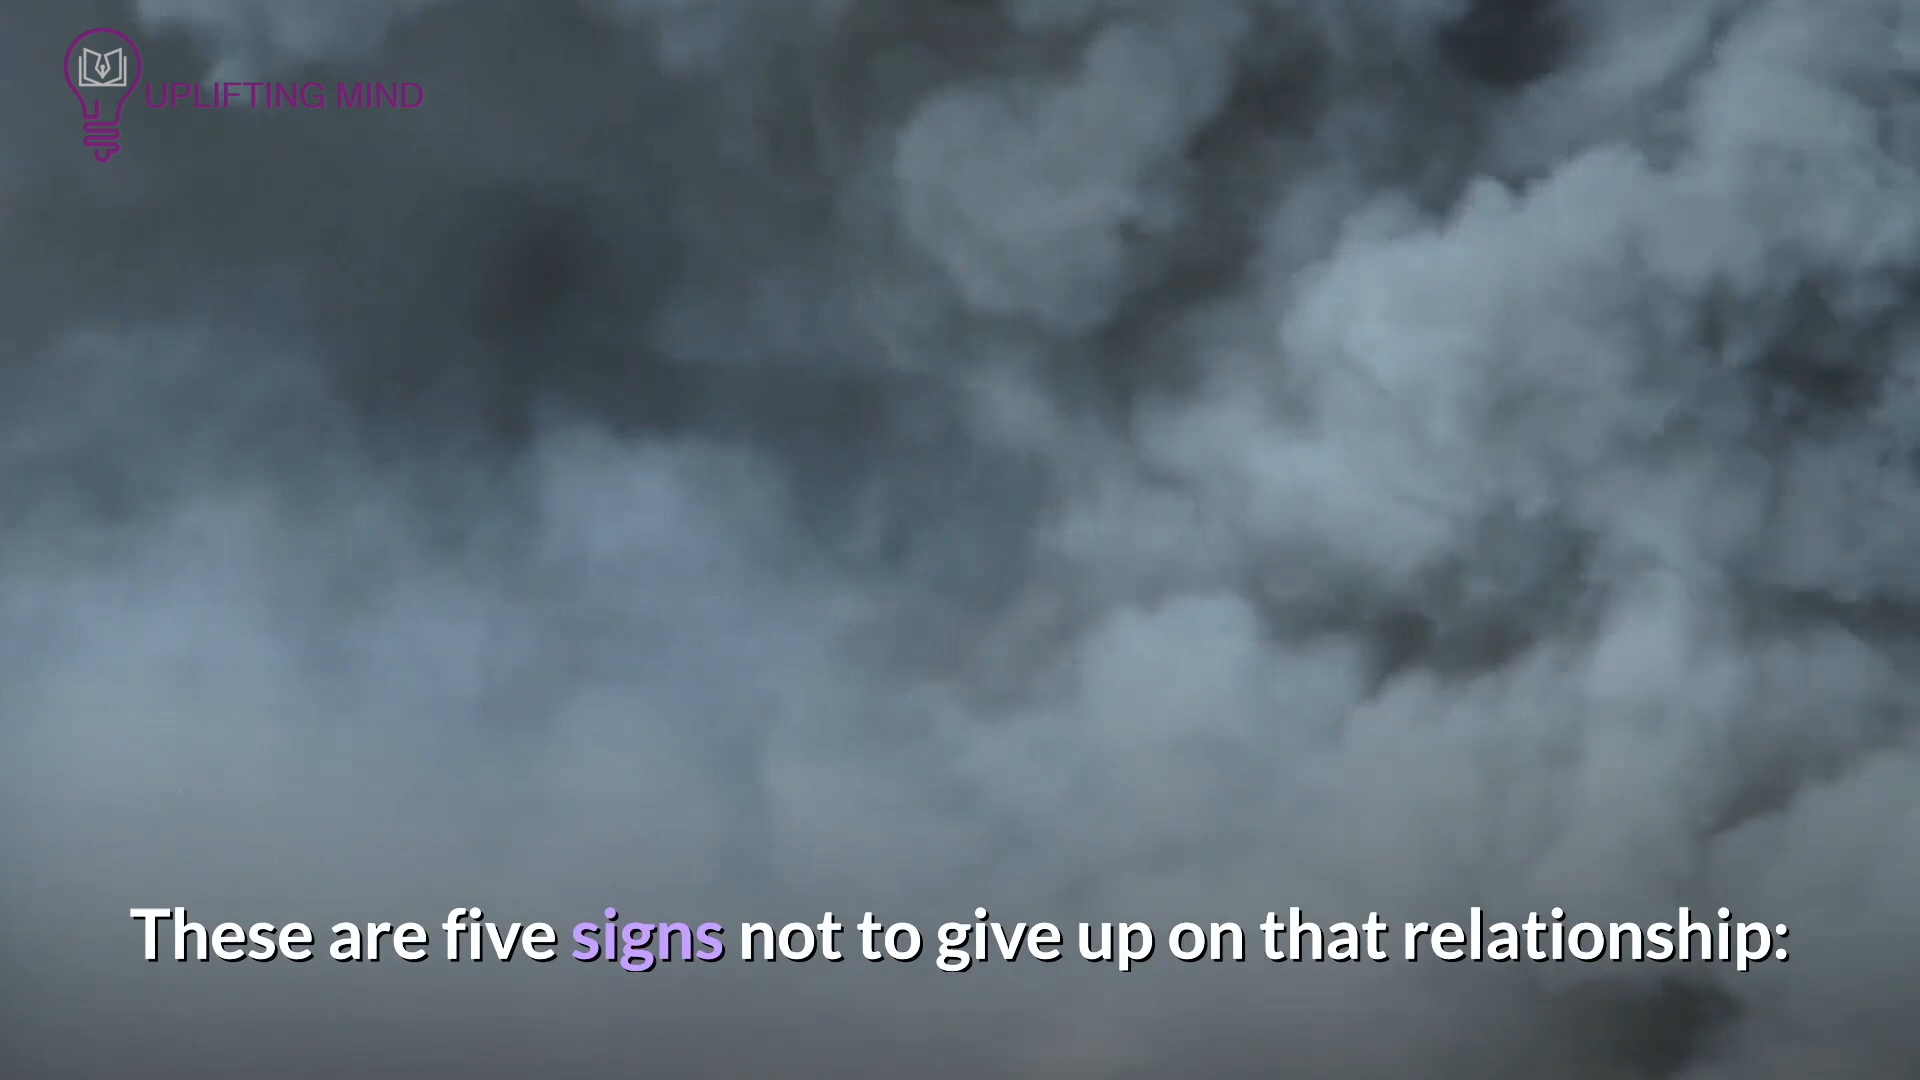 UPLIFTING MIND
These are five signs not to give up on that relationship: